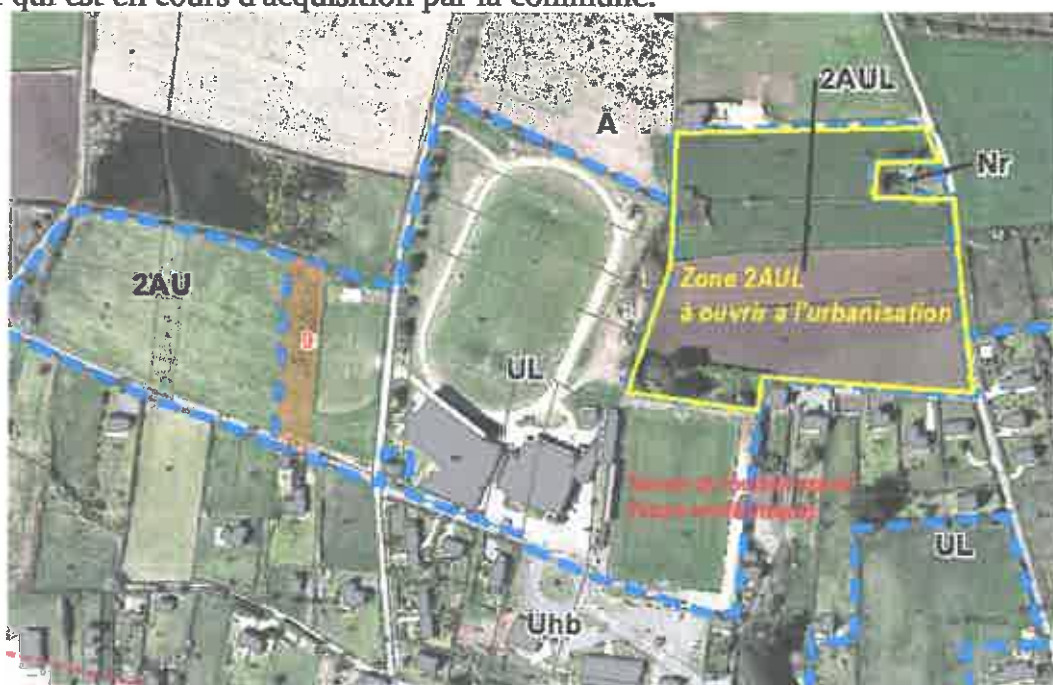 qui est en cours d'acquisition par la commune.
2AUL
A
Nr
2AU
Zone 2AUL
à ouvrir a l'urbanisation
UL
UL
Uhb